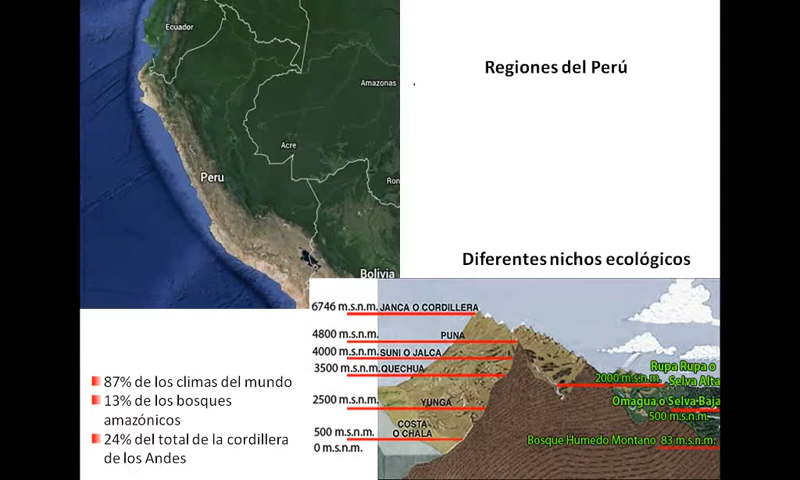 Ecuador
Amazonas
Acre
Peru
Ron
Bolivia
Regiones del Perú
Diferentes nichos ecológicos
6746 m.s.n.m. JANCA O CORDILLERA
4800 m.s.n.m. PUNA
4000 m.s.n.m. SUNI O JALCA
3500 m.s.n.m. QUECHUA
2500 m.s.n.m. YUNGA
500 m.s.n.m. COSTA
O CHALA
0 m.s.n.m.
Rupa Rupa o
2000 m.s.n.m. Selva Alta
Omagua o Selva Baja
500 m.s.n.m.
Bosque Humedo Montano 83 m.s.n.m.
87% de los climas del mundo
13% de los bosques
amazónicos
24% del total de la cordillera
de los Andes